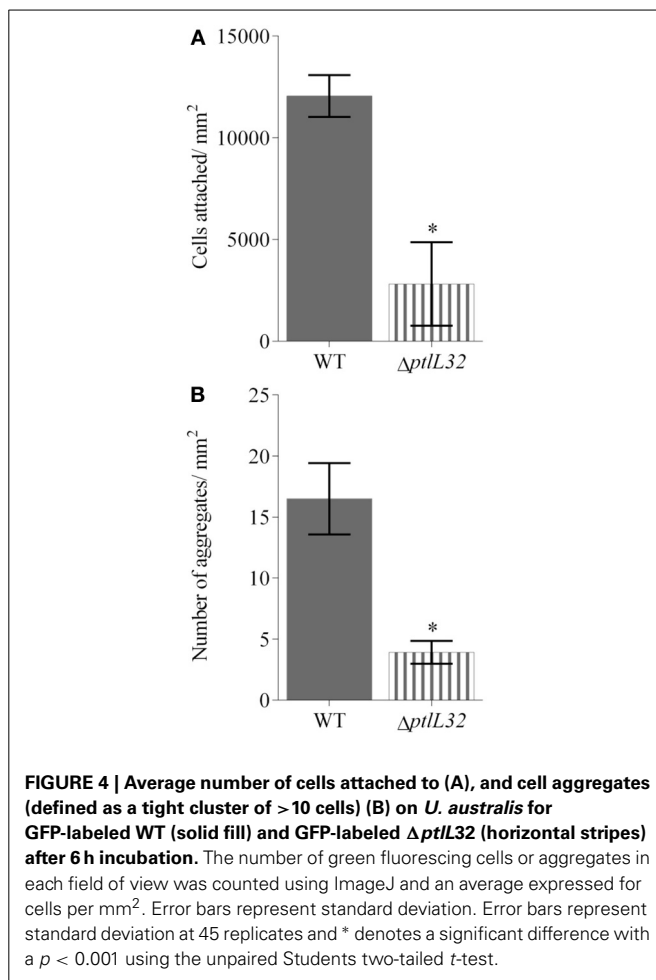 A
15000
10000
5000
0
Cells attached/ mm²
*
WT
ΔptlL32
B
25
20
15
10
5
0
Number of aggregates/ mm²
*
WT
ΔptlL32
FIGURE 4 | Average number of cells attached to (A), and cell aggregates
(defined as a tight cluster of >10 cells) (B) on U. australis for
GFP-labeled WT (solid fill) and GFP-labeled ΔptlL32 (horizontal stripes)
after 6 h incubation. The number of green fluorescing cells or aggregates in
each field of view was counted using ImageJ and an average expressed for
cells per mm². Error bars represent standard deviation. Error bars represent
standard deviation at 45 replicates and * denotes a significant difference with
a p < 0.001 using the unpaired Students two-tailed t-test.